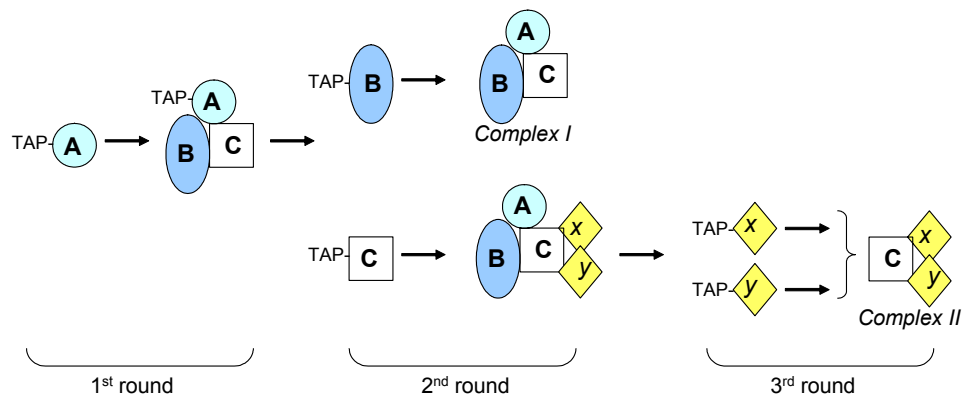 TAP-A
TAP-A
B
C
TAP-B
A
B
C
Complex I
TAP-C
A
B
C
x
y
TAP-x
TAP-y
C
x
y
Complex II
1st round
2nd round
3rd round